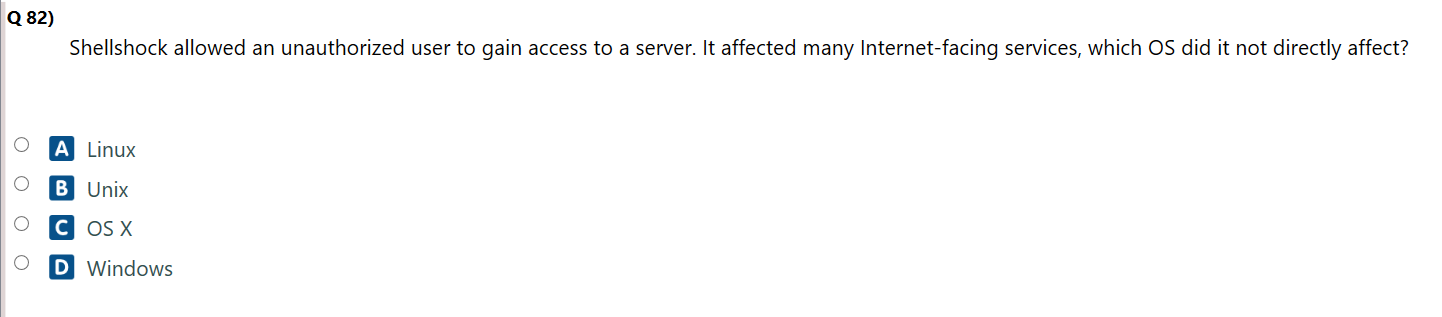 Q 82)
Shellshock allowed an unauthorized user to gain access to a server. It affected many Internet-facing services, which OS did it not directly affect?
A Linux
B Unix
C OS X
D Windows